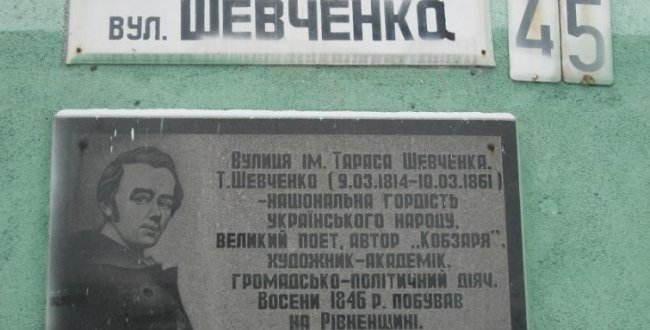 вул. ШЕВЧЕНКА 45
Вулиця ім. Тараса Шевченка.
Т.Шевченко (9.03.1814-10.03.1861)
-національна гордість
українського народу,
великий поет, автор „Кобзаря",
художник-академік,
громадсько-політичний діяч.
Восени 1846 р. побував
на Рівненщині.